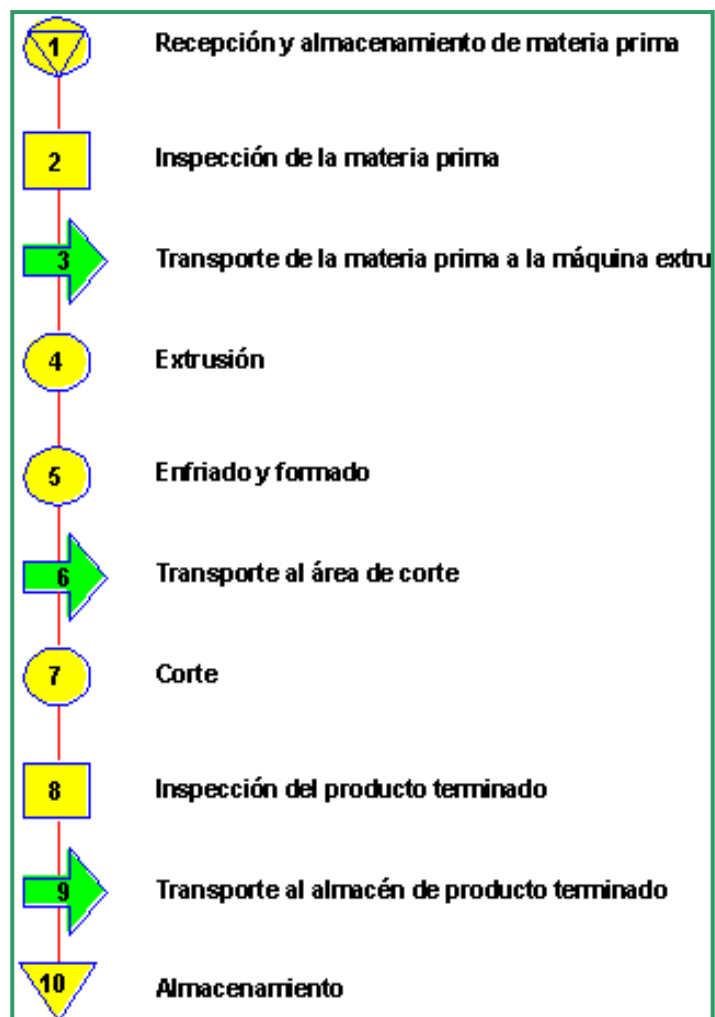 1 Recepción y almacenamiento de materia prima
2 Inspección de la materia prima
3 Transporte de la materia prima a la máquina extru
4 Extrusión
5 Enfriado y formado
6 Transporte al área de corte
7 Corte
8 Inspección del producto terminado
9 Transporte al almacén de producto terminado
10 Almacenamiento